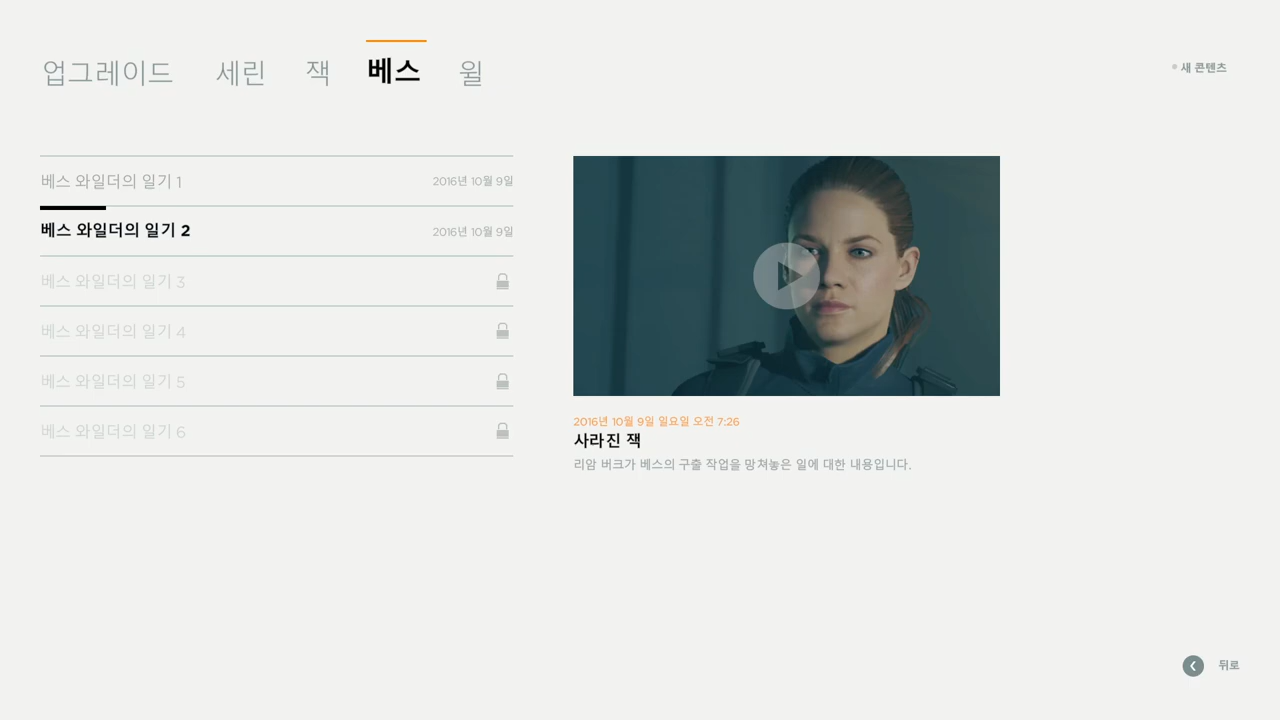 업그레이드 세린 잭 베스 윌
새 콘텐츠
베스 와일더의 일기 1 2016년 10월 9일
베스 와일더의 일기 2 2016년 10월 9일
베스 와일더의 일기 3
베스 와일더의 일기 4
베스 와일더의 일기 5
베스 와일더의 일기 6
2016년 10월 9일 일요일 오전 7:26
사라진 잭
리암 버크가 베스의 구출 작업을 망쳐놓은 일에 대한 내용입니다.
뒤로